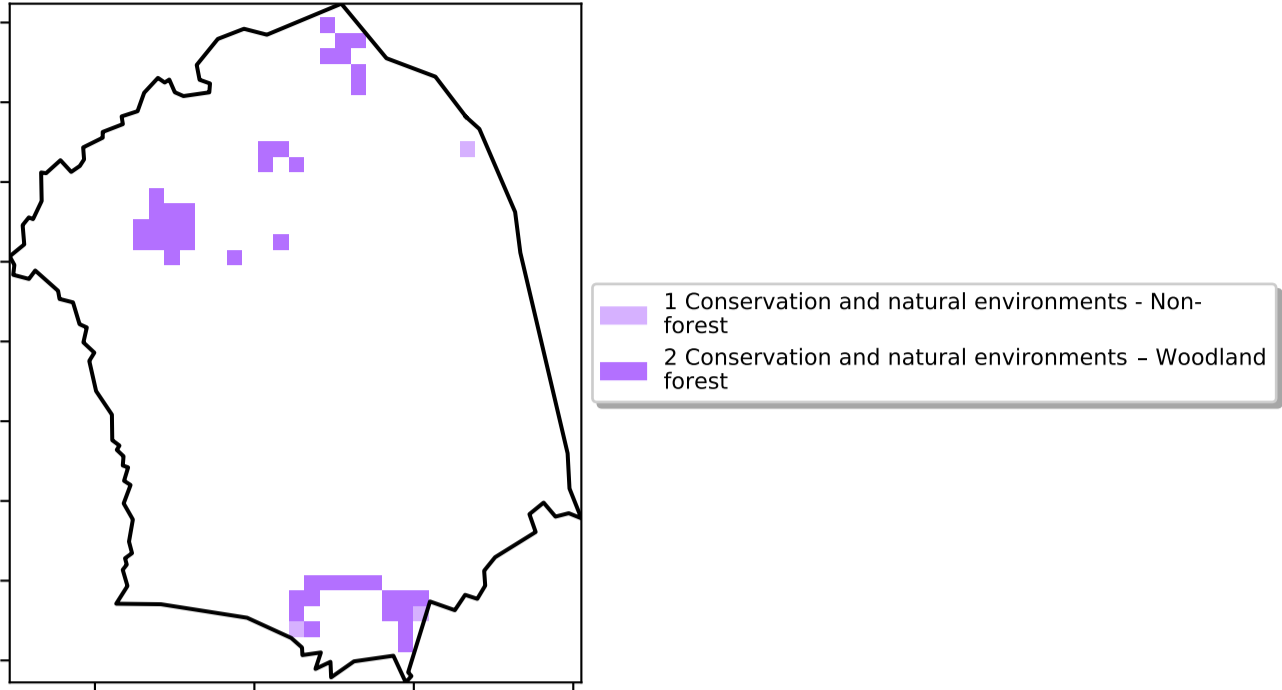 1 Conservation and natural environments - Non-
forest
2 Conservation and natural environments – Woodland
forest